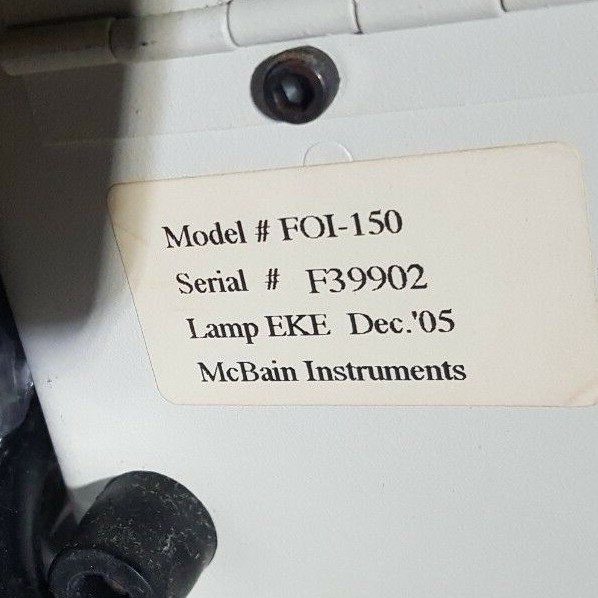 Model # FOI-150
Serial # F39902
Lamp EKE Dec.'05
McBain Instruments